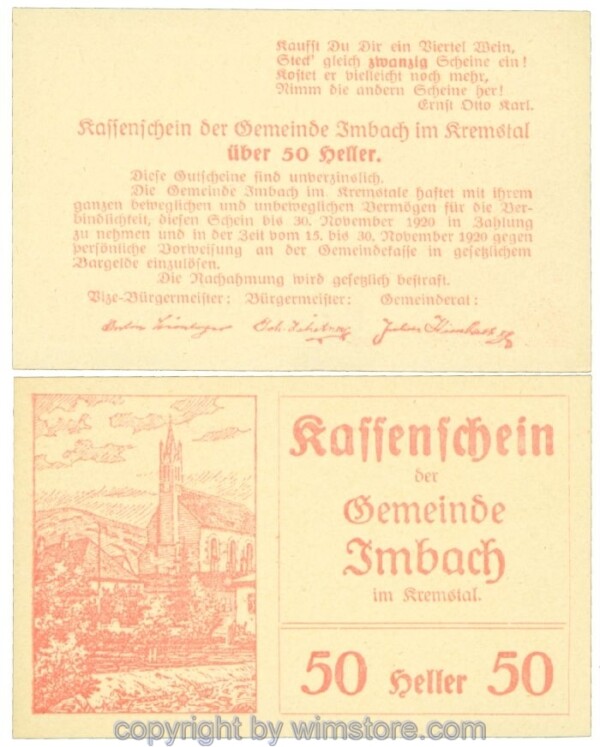 Kaufst Du Dir ein Viertel Wein,
Steck' gleich zwanzig Scheine ein!
Kostet er vielleicht noch mehr,
Nimm die andern Scheine her!
Ernst Otto Karl.
Kassenschein der Gemeinde Imbach im Kremstal
über 50 Heller.
Diese Gutscheine sind unverzinslich.
Die Gemeinde Imbach im Kremstale haftet mit ihrem
ganzen beweglichen und unbeweglichen Vermögen für die Ver-
bindlichkeit, diesen Schein bis 30. November 1920 in Zahlung
zu nehmen und in der Zeit vom 15. bis 30. November 1920 gegen
persönliche Vorweisung an der Gemeindekasse in gesetzlichem
Bargelde einzulösen.
Die Nachahmung wird gesetzlich bestraft.
Vize-Bürgermeister: Bürgermeister: Gemeinderat:
Kassenschein
der
Gemeinde
Imbach
im Kremstal.
50 Heller 50
copyright by wimstore.com